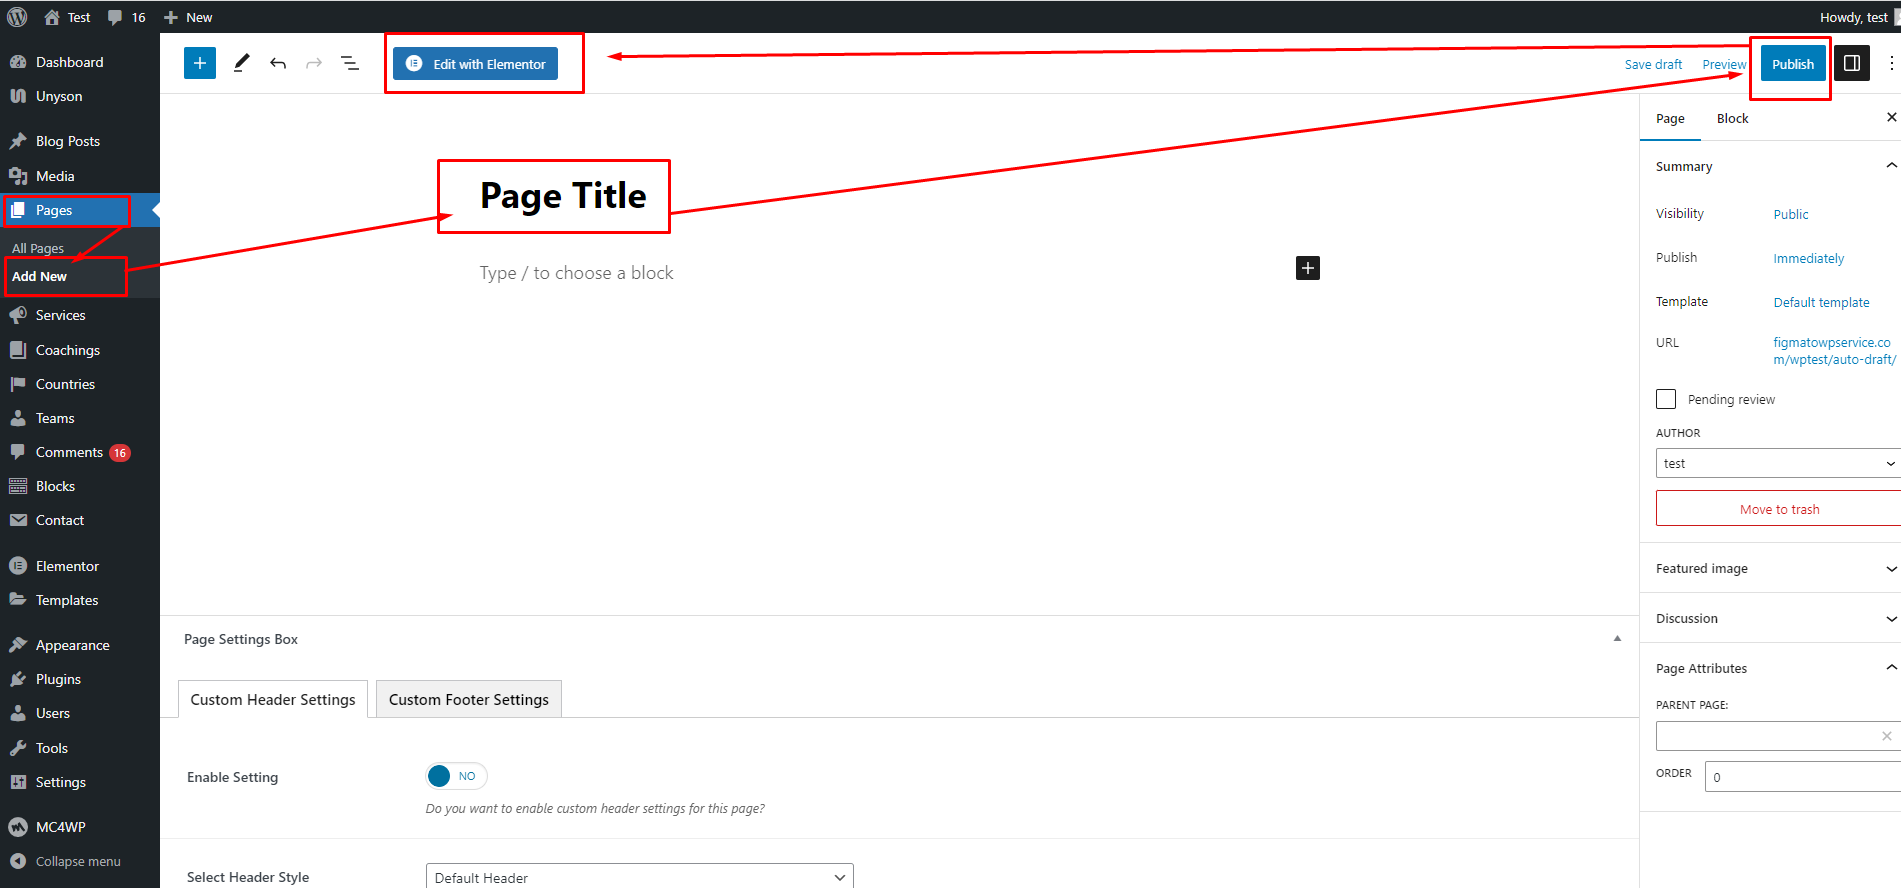 Test
16
New
Howdy, test
Dashboard
Unyson
Blog Posts
Media
Pages
All Pages
Add New
Services
Coachings
Countries
Teams
Comments 16
Blocks
Contact
Elementor
Templates
Appearance
Plugins
Users
Tools
Settings
MC4WP
Collapse menu
Edit with Elementor
Save draft
Preview
Publish
Page Title
Type / to choose a block
Page Settings Box
Custom Header Settings
Custom Footer Settings
Enable Setting
NO
Do you want to enable custom header settings for this page?
Select Header Style
Default Header
Page
Block
Summary
Visibility
Public
Publish
Immediately
Template
Default template
URL
figmatowpservice.co
m/wptest/auto-draft/
Pending review
AUTHOR
test
Move to trash
Featured image
Discussion
Page Attributes
PARENT PAGE:
ORDER
0